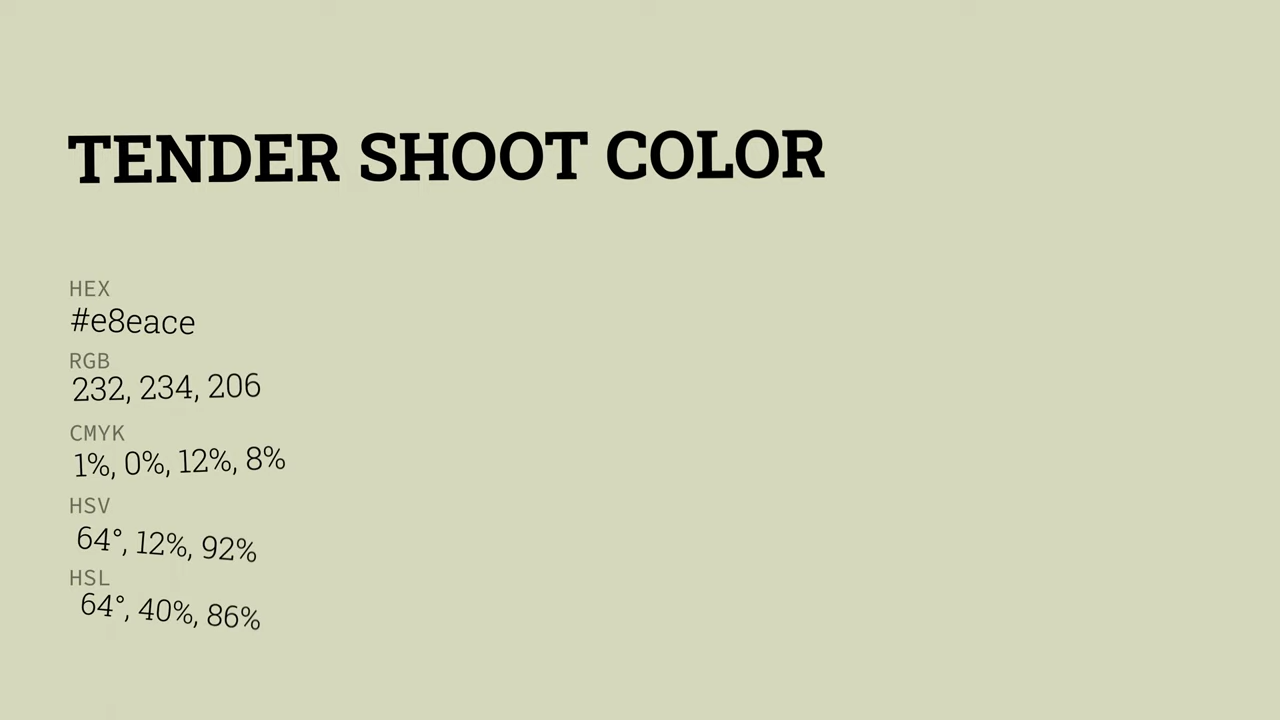 TENDER SHOOT COLOR
HEX
#e8eace
RGB
232, 234, 206
CMYK
1%, 0%, 12%, 8%
HSV
64°, 12%, 92%
HSL
64°, 40%, 86%